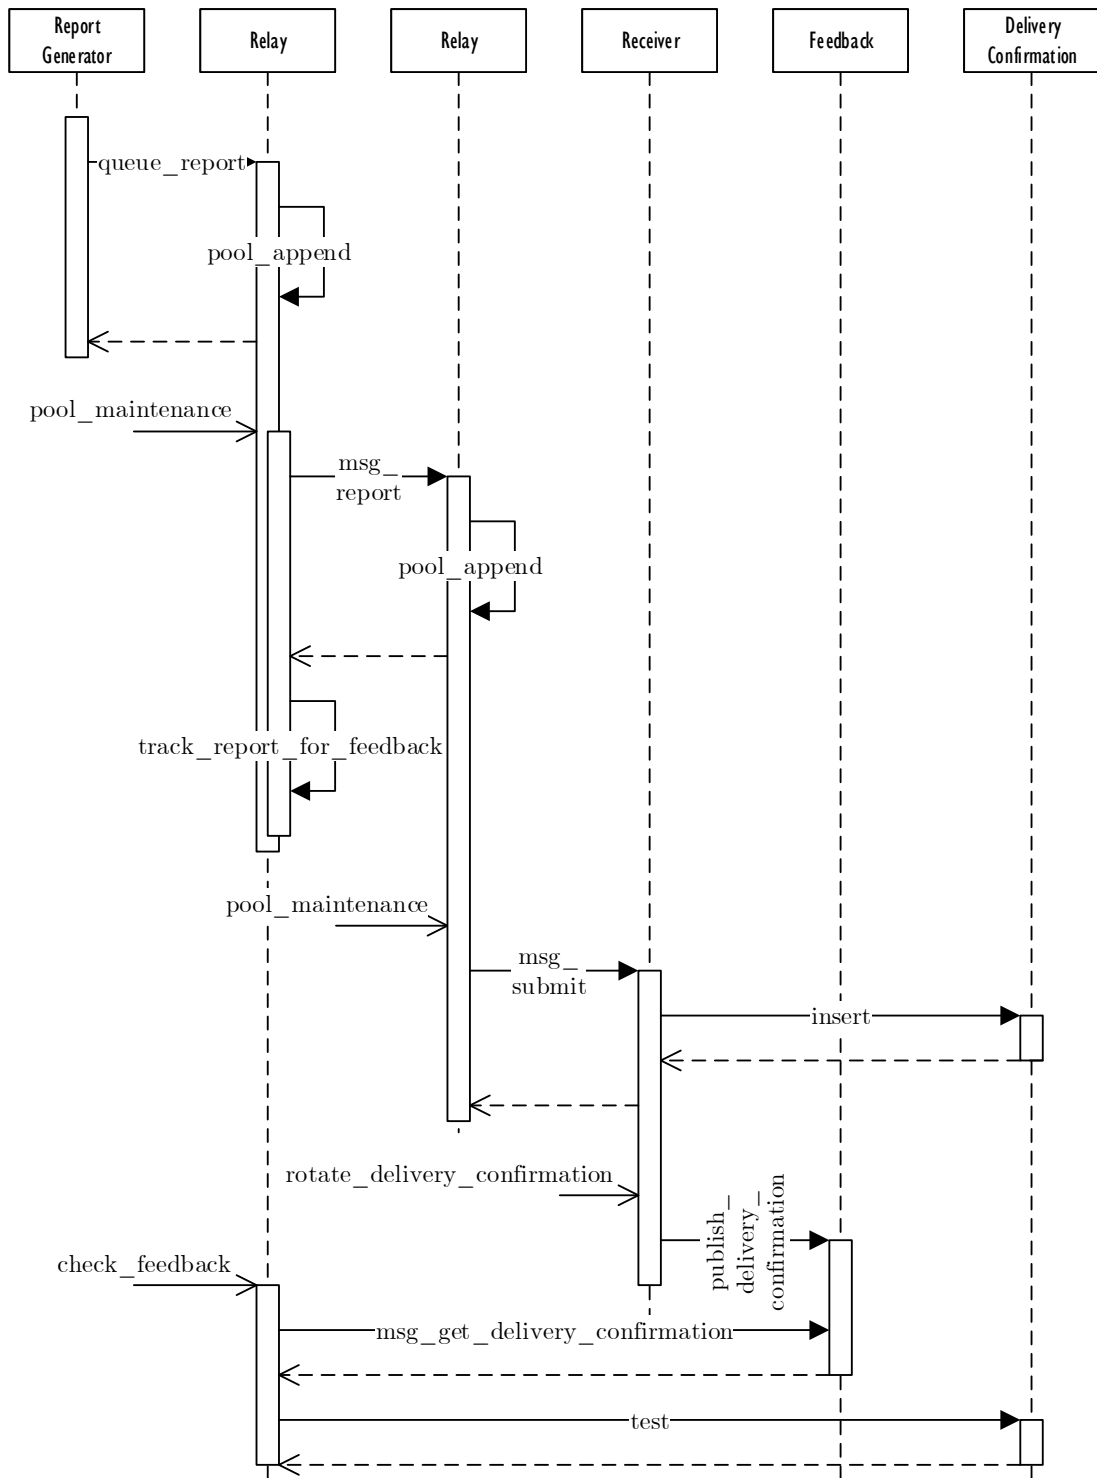 Report
Generator
Relay
Relay
Receiver
Feedback
Delivery
Confirmation
queue_report
pool_append
pool_maintenance
msg_
report
pool_append
track_report_for_feedback
pool_maintenance
msg_
submit
insert
rotate_delivery_confirmation
publish_
delivery_
confirmation
check_feedback
msg_get_delivery_confirmation
test